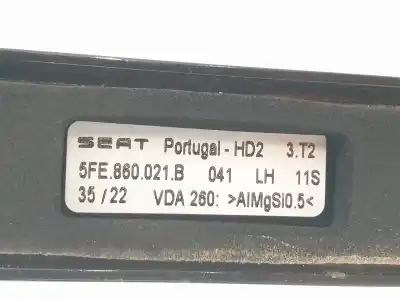 SEAT Portugal - HD2 3.T2
5FE.860.021.B 041 LH 11S
35 / 22 VDA 260: >AlMgSi0.5<